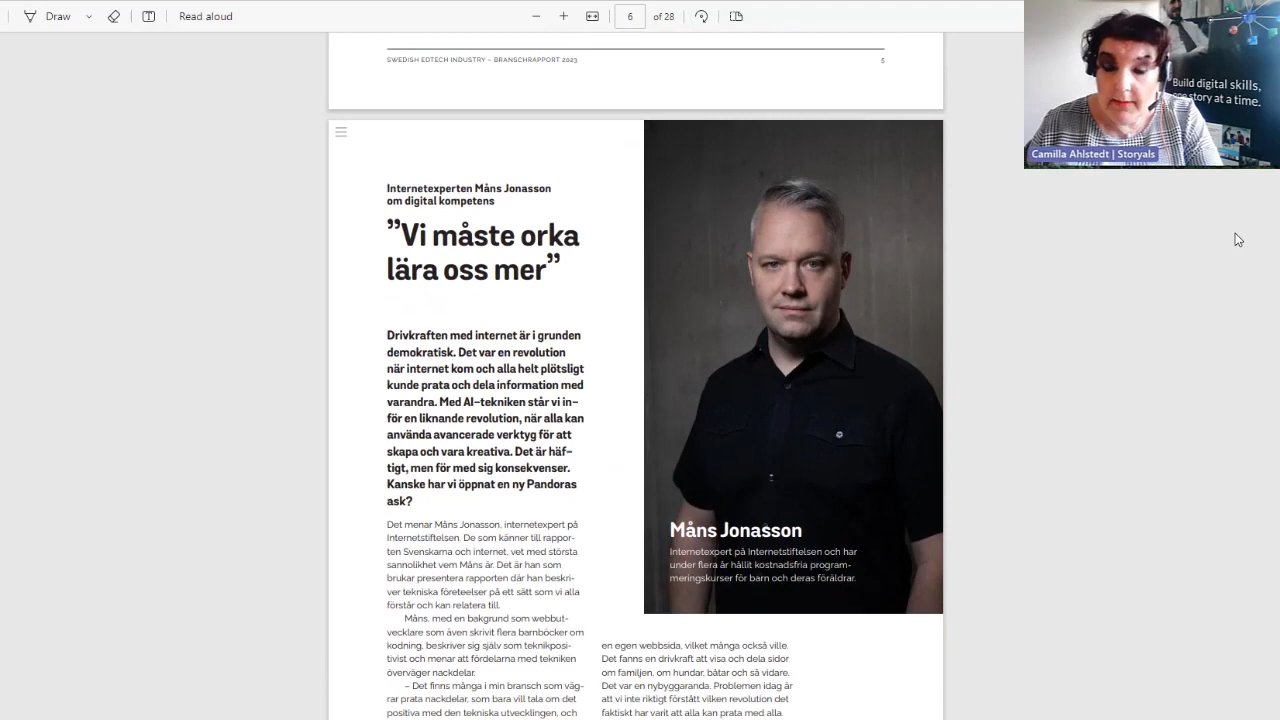 Draw
Read aloud
6
of 28
SWEDISH EDTECH INDUSTRY – BRANSCHRAPPORT 2023
5
Build digital skills,
one story at a time.
Camilla Ahlstedt | Storyals
Internetexperten Måns Jonasson
om digital kompetens
”Vi måste orka
lära oss mer”
Drivkraften med internet är i grunden
demokratisk. Det var en revolution
när internet kom och alla helt plötsligt
kunde prata och dela information med
varandra. Med AI-tekniken står vi in-
för en liknande revolution, när alla kan
använda avancerade verktyg för att
skapa och vara kreativa. Det är häf-
tigt, men för med sig konsekvenser.
Kanske har vi öppnat en ny Pandoras
ask?
Det menar Måns Jonasson, internetexpert på
Internetstiftelsen. De som känner till rappor-
ten Svenskarna och internet, vet med största
sannolikhet vem Måns är. Det är han som
brukar presentera rapporten där han beskri-
ver tekniska företeelser på ett sätt som vi alla
förstår och kan relatera till.
Måns, med en bakgrund som webbut-
vecklare som även skrivit flera barnböcker om
kodning, beskriver sig själv som teknikposi-
tivist och menar att fördelarna med tekniken
överväger nackdelar.
– Det finns många i min bransch som väg-
rar prata nackdelar, som bara vill tala om det
positiva med den tekniska utvecklingen, och
Måns Jonasson
Internetexpert på Internetstiftelsen och har
under flera år hållit kostnadsfria program-
meringskurser för barn och deras föräldrar.
en egen webbsida, vilket många också ville.
Det fanns en drivkraft att visa och dela sidor
om familjen, om hundar, båtar och så vidare.
Det var en nybyggaranda. Problemen idag är
att vi inte riktigt förstått vilken revolution det
faktiskt har varit att alla kan prata med alla.